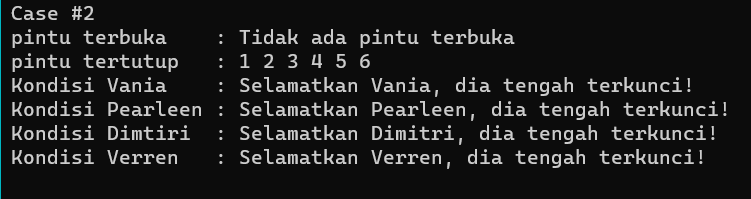 Case #2
pintu terbuka    : Tidak ada pintu terbuka
pintu tertutup   : 1 2 3 4 5 6
Kondisi Vania    : Selamatkan Vania, dia tengah terkunci!
Kondisi Pearleen : Selamatkan Pearleen, dia tengah terkunci!
Kondisi Dimtiri  : Selamatkan Dimitri, dia tengah terkunci!
Kondisi Verren   : Selamatkan Verren, dia tengah terkunci!